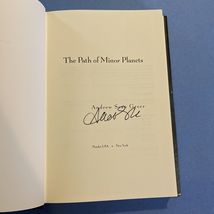 The Path of Minor Planets
Andrew Sean Greer
Picador USA New York